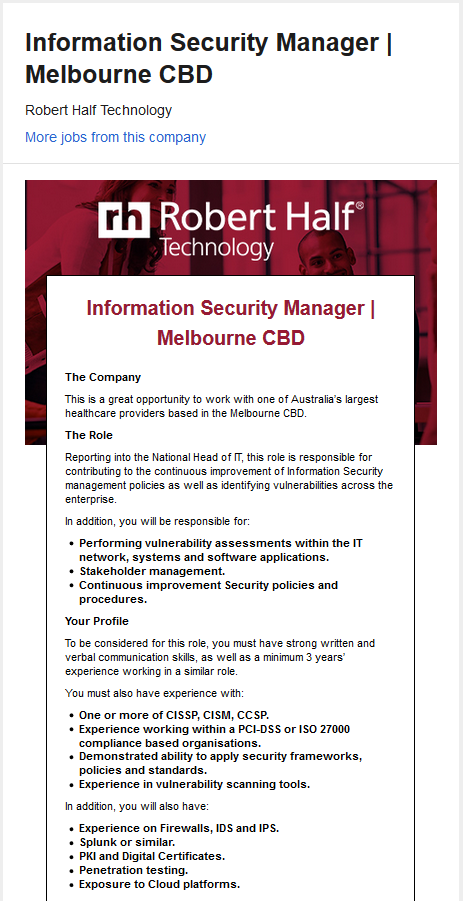 Information Security Manager |
Melbourne CBD
Robert Half Technology
More jobs from this company
rh Robert Half®
Technology
Information Security Manager |
Melbourne CBD
The Company
This is a great opportunity to work with one of Australia's largest
healthcare providers based in the Melbourne CBD.
The Role
Reporting into the National Head of IT, this role is responsible for
contributing to the continuous improvement of Information Security
management policies as well as identifying vulnerabilities across the
enterprise.
In addition, you will be responsible for:
• Performing vulnerability assessments within the IT
network, systems and software applications.
• Stakeholder management.
• Continuous improvement Security policies and
procedures.
Your Profile
To be considered for this role, you must have strong written and
verbal communication skills, as well as a minimum 3 years'
experience working in a similar role.
You must also have experience with:
• One or more of CISSP, CISM, CCSP.
• Experience working within a PCI-DSS or ISO 27000
compliance based organisations.
• Demonstrated ability to apply security frameworks,
policies and standards.
• Experience in vulnerability scanning tools.
In addition, you will also have:
• Experience on Firewalls, IDS and IPS.
• Splunk or similar.
• PKI and Digital Certificates.
• Penetration testing.
• Exposure to Cloud platforms.